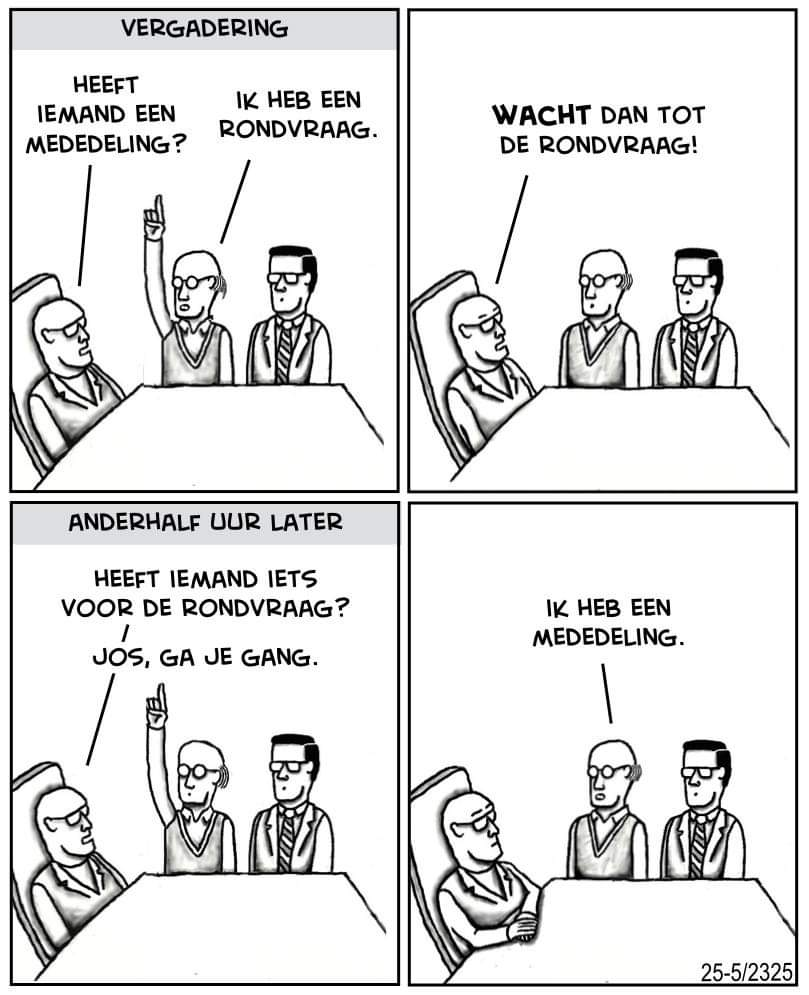 VERGADERING
HEEFT
IEMAND EEN
MEDEDELING?
IK HEB EEN
RONDVRAAG.
WACHT DAN TOT
DE RONDVRAAG!
ANDERHALF UUR LATER
HEEFT IEMAND IETS
VOOR DE RONDVRAAG?
JOS, GA JE GANG.
IK HEB EEN
MEDEDELING.
25-5/2325